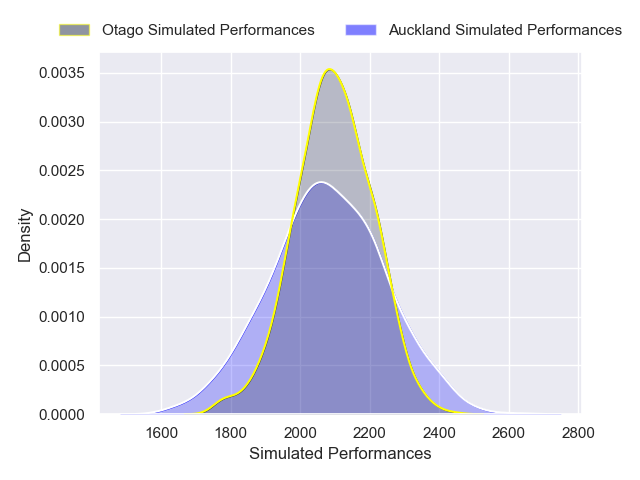 Otago Simulated Performances Auckland Simulated Performances
0.0035
0.0030
0.0025
0.0020
0.0015
0.0010
0.0005
0.0000
Density
1600 1800 2000 2200 2400 2600 2800
Simulated Performances